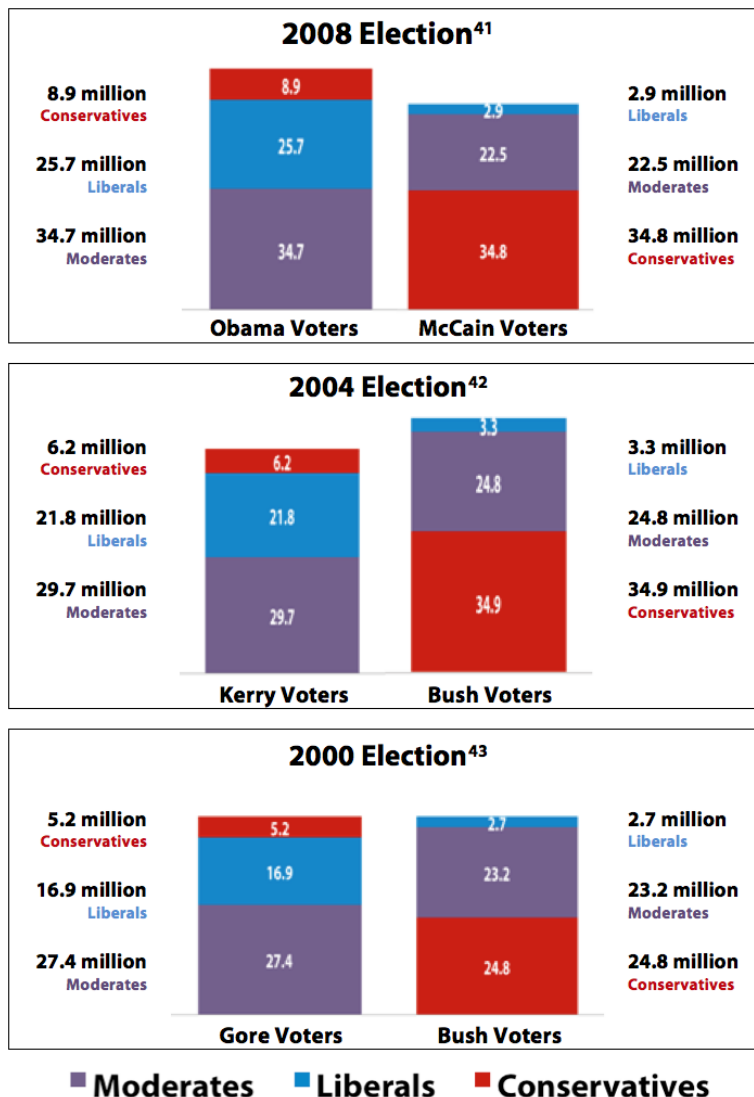 2008 Election41
8.9 million
Conservatives
25.7 million
Liberals
34.7 million
Moderates
8.9
25.7
34.7
2.9
22.5
34.8
2.9 million
Liberals
22.5 million
Moderates
34.8 million
Conservatives
Obama Voters
McCain Voters
2004 Election42
6.2 million
Conservatives
21.8 million
Liberals
29.7 million
Moderates
6.2
21.8
29.7
3.3
24.8
34.9
3.3 million
Liberals
24.8 million
Moderates
34.9 million
Conservatives
Kerry Voters
Bush Voters
2000 Election43
5.2 million
Conservatives
16.9 million
Liberals
27.4 million
Moderates
5.2
16.9
27.4
2.7
23.2
24.8
2.7 million
Liberals
23.2 million
Moderates
24.8 million
Conservatives
Gore Voters
Bush Voters
Moderates
Liberals
Conservatives